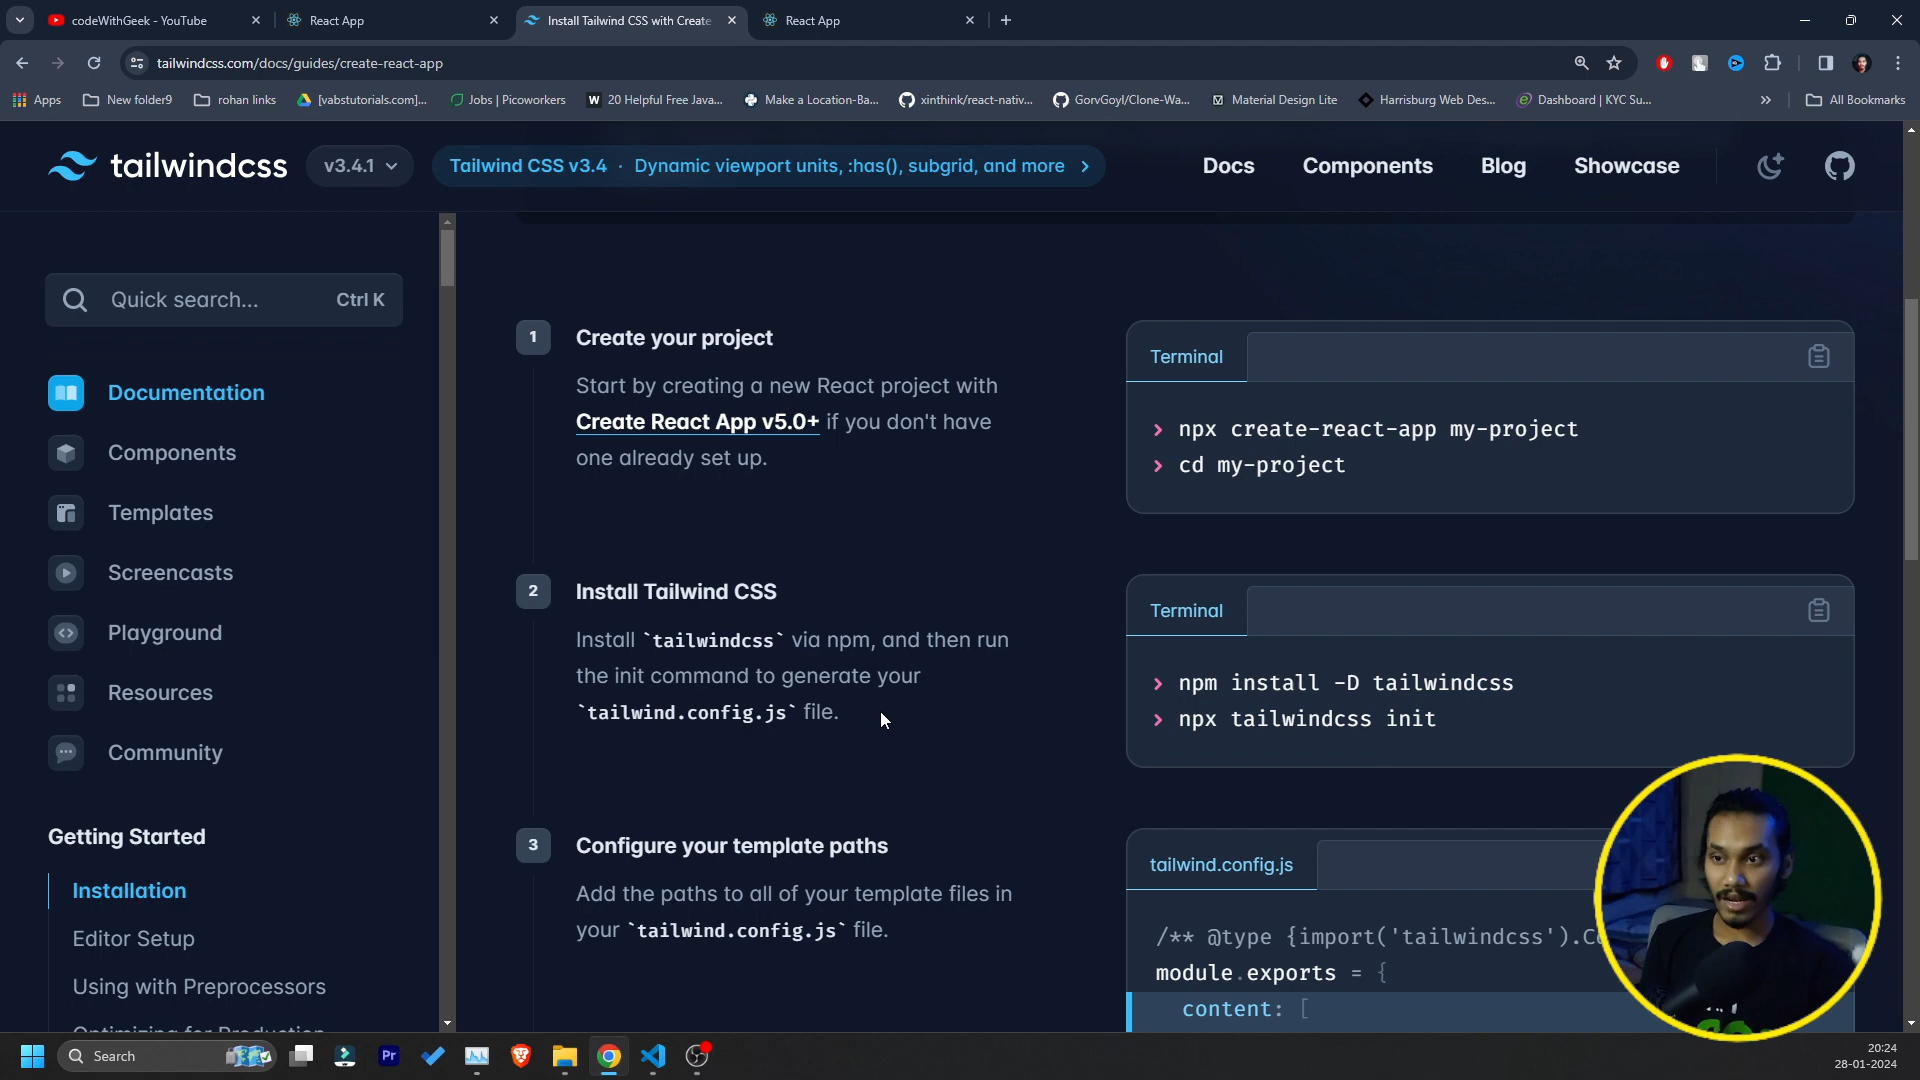 codeWithGeek - YouTube
React App
Install Tailwind CSS with Create
React App
tailwindcss.com/docs/guides/create-react-app
Apps
New folder9
rohan links
[vabstutorials.com]...
Jobs | Picoworkers
W 20 Helpful Free Java...
Make a Location-Ba...
xinthink/react-nativ...
GorvGoyl/Clone-Wa...
Material Design Lite
Harrisburg Web Des...
Dashboard | KYC Su...
»
All Bookmarks
tailwindcss
v3.4.1
Tailwind CSS v3.4 · Dynamic viewport units, :has(), subgrid, and more
Docs
Components
Blog
Showcase
Quick search... Ctrl K
Documentation
Components
Templates
Screencasts
Playground
Resources
Community
Getting Started
Installation
Editor Setup
Using with Preprocessors
Optimizing for Production
1 Create your project
Start by creating a new React project with
Create React App v5.0+ if you don't have
one already set up.
Terminal
> npx create-react-app my-project
> cd my-project
2 Install Tailwind CSS
Install `tailwindcss` via npm, and then run
the init command to generate your
`tailwind.config.js` file.
Terminal
> npm install -D tailwindcss
> npx tailwindcss init
3 Configure your template paths
Add the paths to all of your template files in
your `tailwind.config.js` file.
tailwind.config.js
/** @type {import('tailwindcss').Co
module.exports = {
content: [
Search
Pr
20:24
28-01-2024